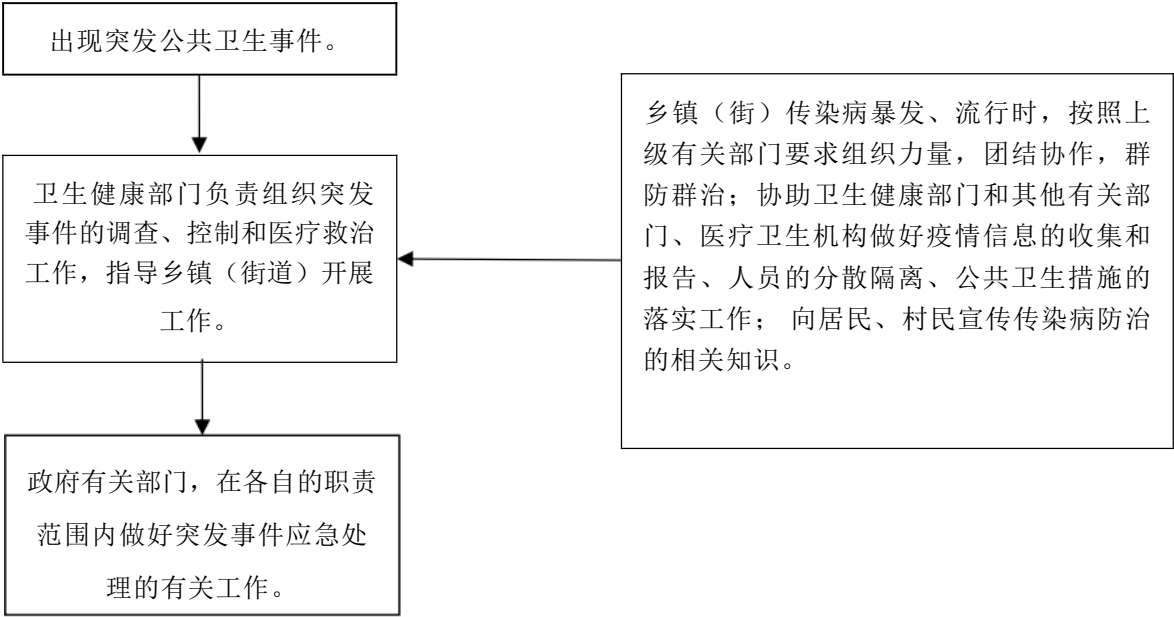 出现突发公共卫生事件。
卫生健康部门负责组织突发
事件的调查、控制和医疗救治
工作，指导乡镇（街道）开展
工作。
政府有关部门，在各自的职责
范围内做好突发事件应急处
理的有关工作。
乡镇（街）传染病暴发、流行时，按照上
级有关部门要求组织力量，团结协作，群
防群治；协助卫生健康部门和其他有关部
门、医疗卫生机构做好疫情信息的收集和
报告、人员的分散隔离、公共卫生措施的
落实工作； 向居民、村民宣传传染病防治
的相关知识。